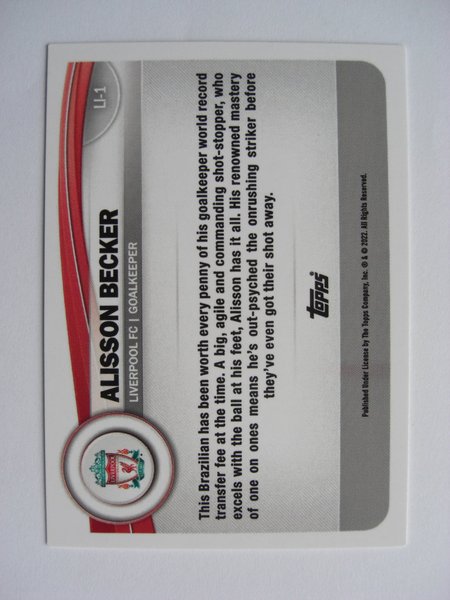 LI-1
ALISSON BECKER
LIVERPOOL FC | GOALKEEPER
LIVERPOOL
This Brazilian has been worth every penny of his goalkeeper world record
transfer fee at the time. A big, agile and commanding shot-stopper, who
excels with the ball at his feet, Alisson has it all. His renowned mastery
of one on ones means he's out-psyched the onrushing striker before
they've even got their shot away.
TOPPS
Published Under License by The Topps Company, Inc. ® & © 2022. All Rights Reserved.